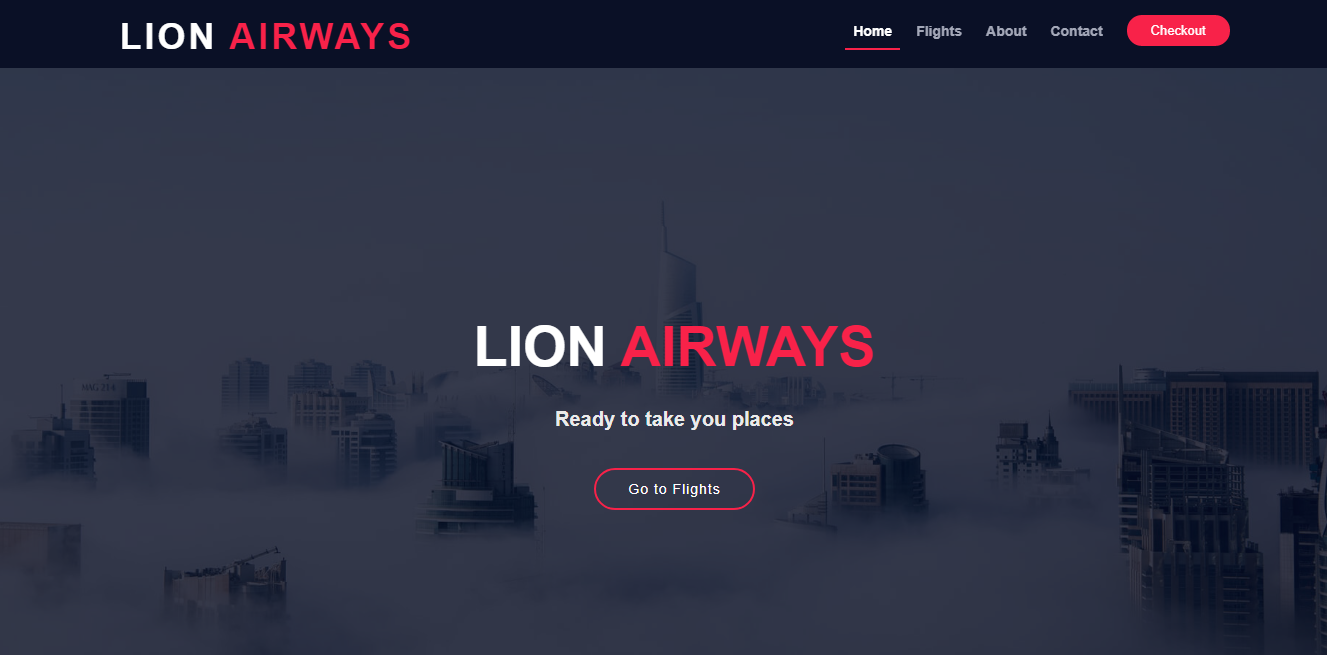 LION AIRWAYS
Home Flights About Contact Checkout
LION AIRWAYS
Ready to take you places
Go to Flights